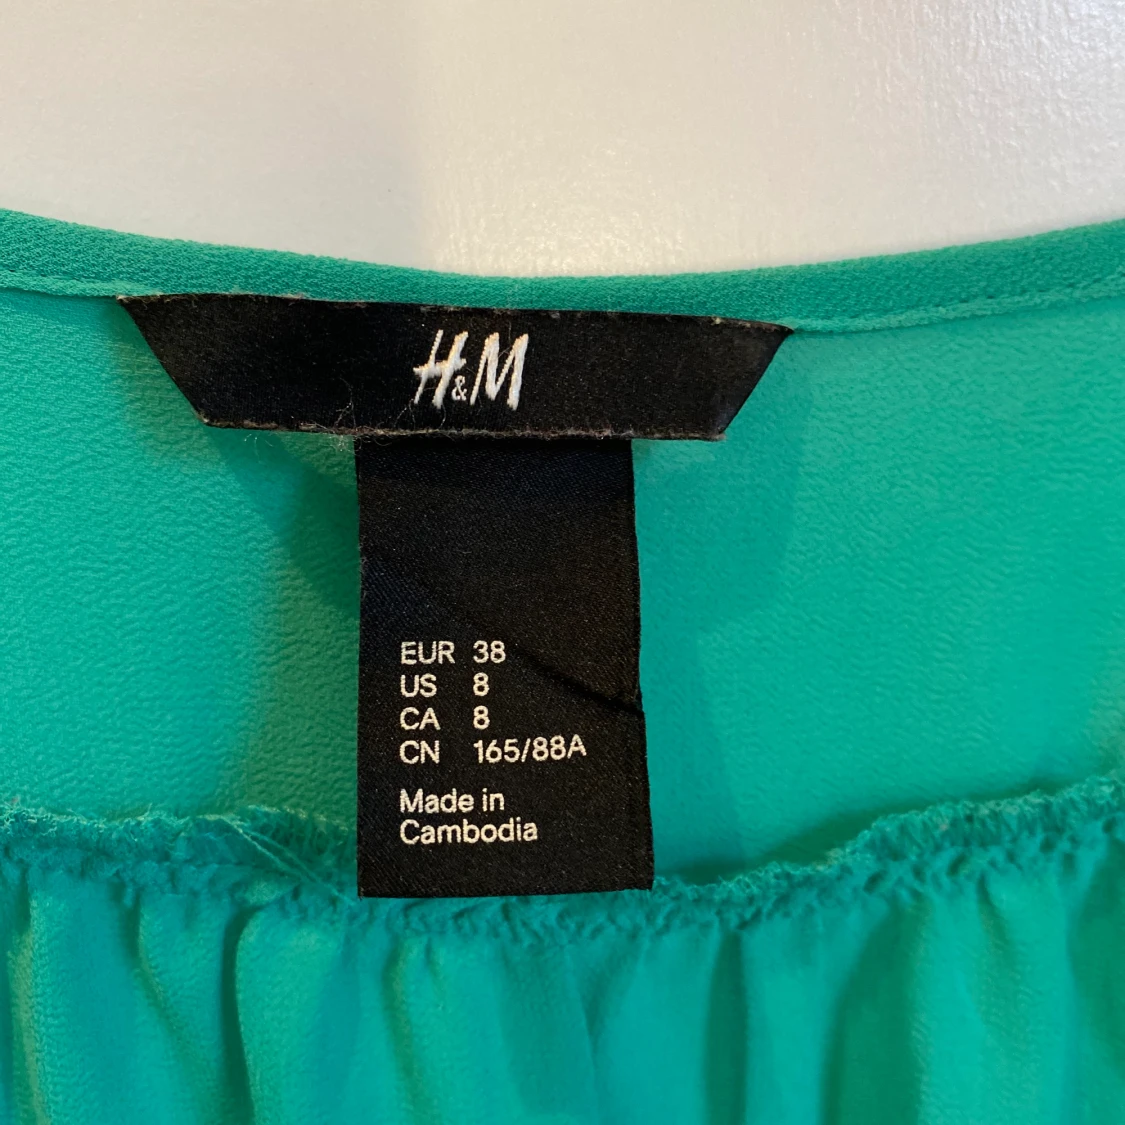 H&M
EUR 38
US 8
CA 8
CN 165/88A
Made in
Cambodia